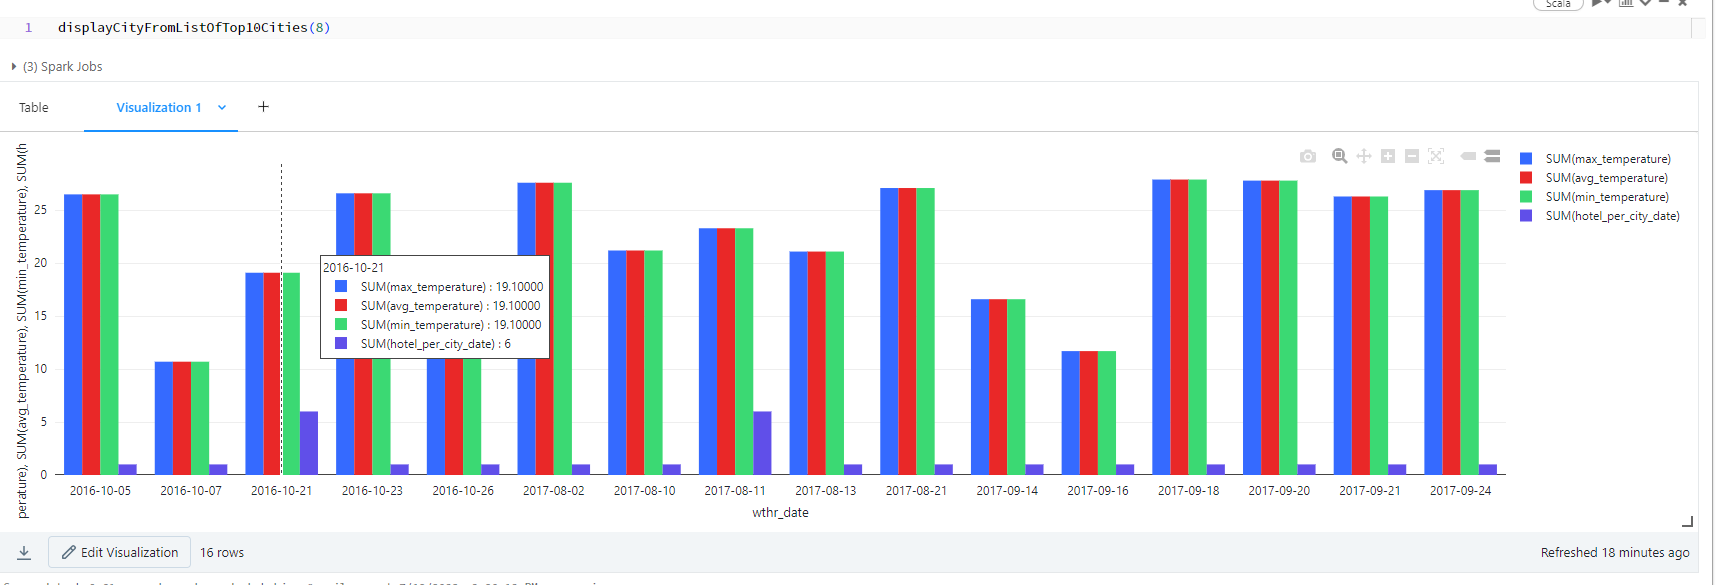 Scala
1 displayCityFromListOfTop10Cities(8)
(3) Spark Jobs
Table Visualization 1 +
perature), SUM(avg_temperature), SUM(min_temperature), SUM(h
25
20
15
10
5
0
SUM(max_temperature)
SUM(avg_temperature)
SUM(min_temperature)
SUM(hotel_per_city_date)
2016-10-21
SUM(max_temperature) : 19.10000
SUM(avg_temperature) : 19.10000
SUM(min_temperature) : 19.10000
SUM(hotel_per_city_date) : 6
2016-10-05 2016-10-07 2016-10-21 2016-10-23 2016-10-26 2017-08-02 2017-08-10 2017-08-11 2017-08-13 2017-08-21 2017-09-14 2017-09-16 2017-09-18 2017-09-20 2017-09-21 2017-09-24
wthr_date
Edit Visualization 16 rows Refreshed 18 minutes ago